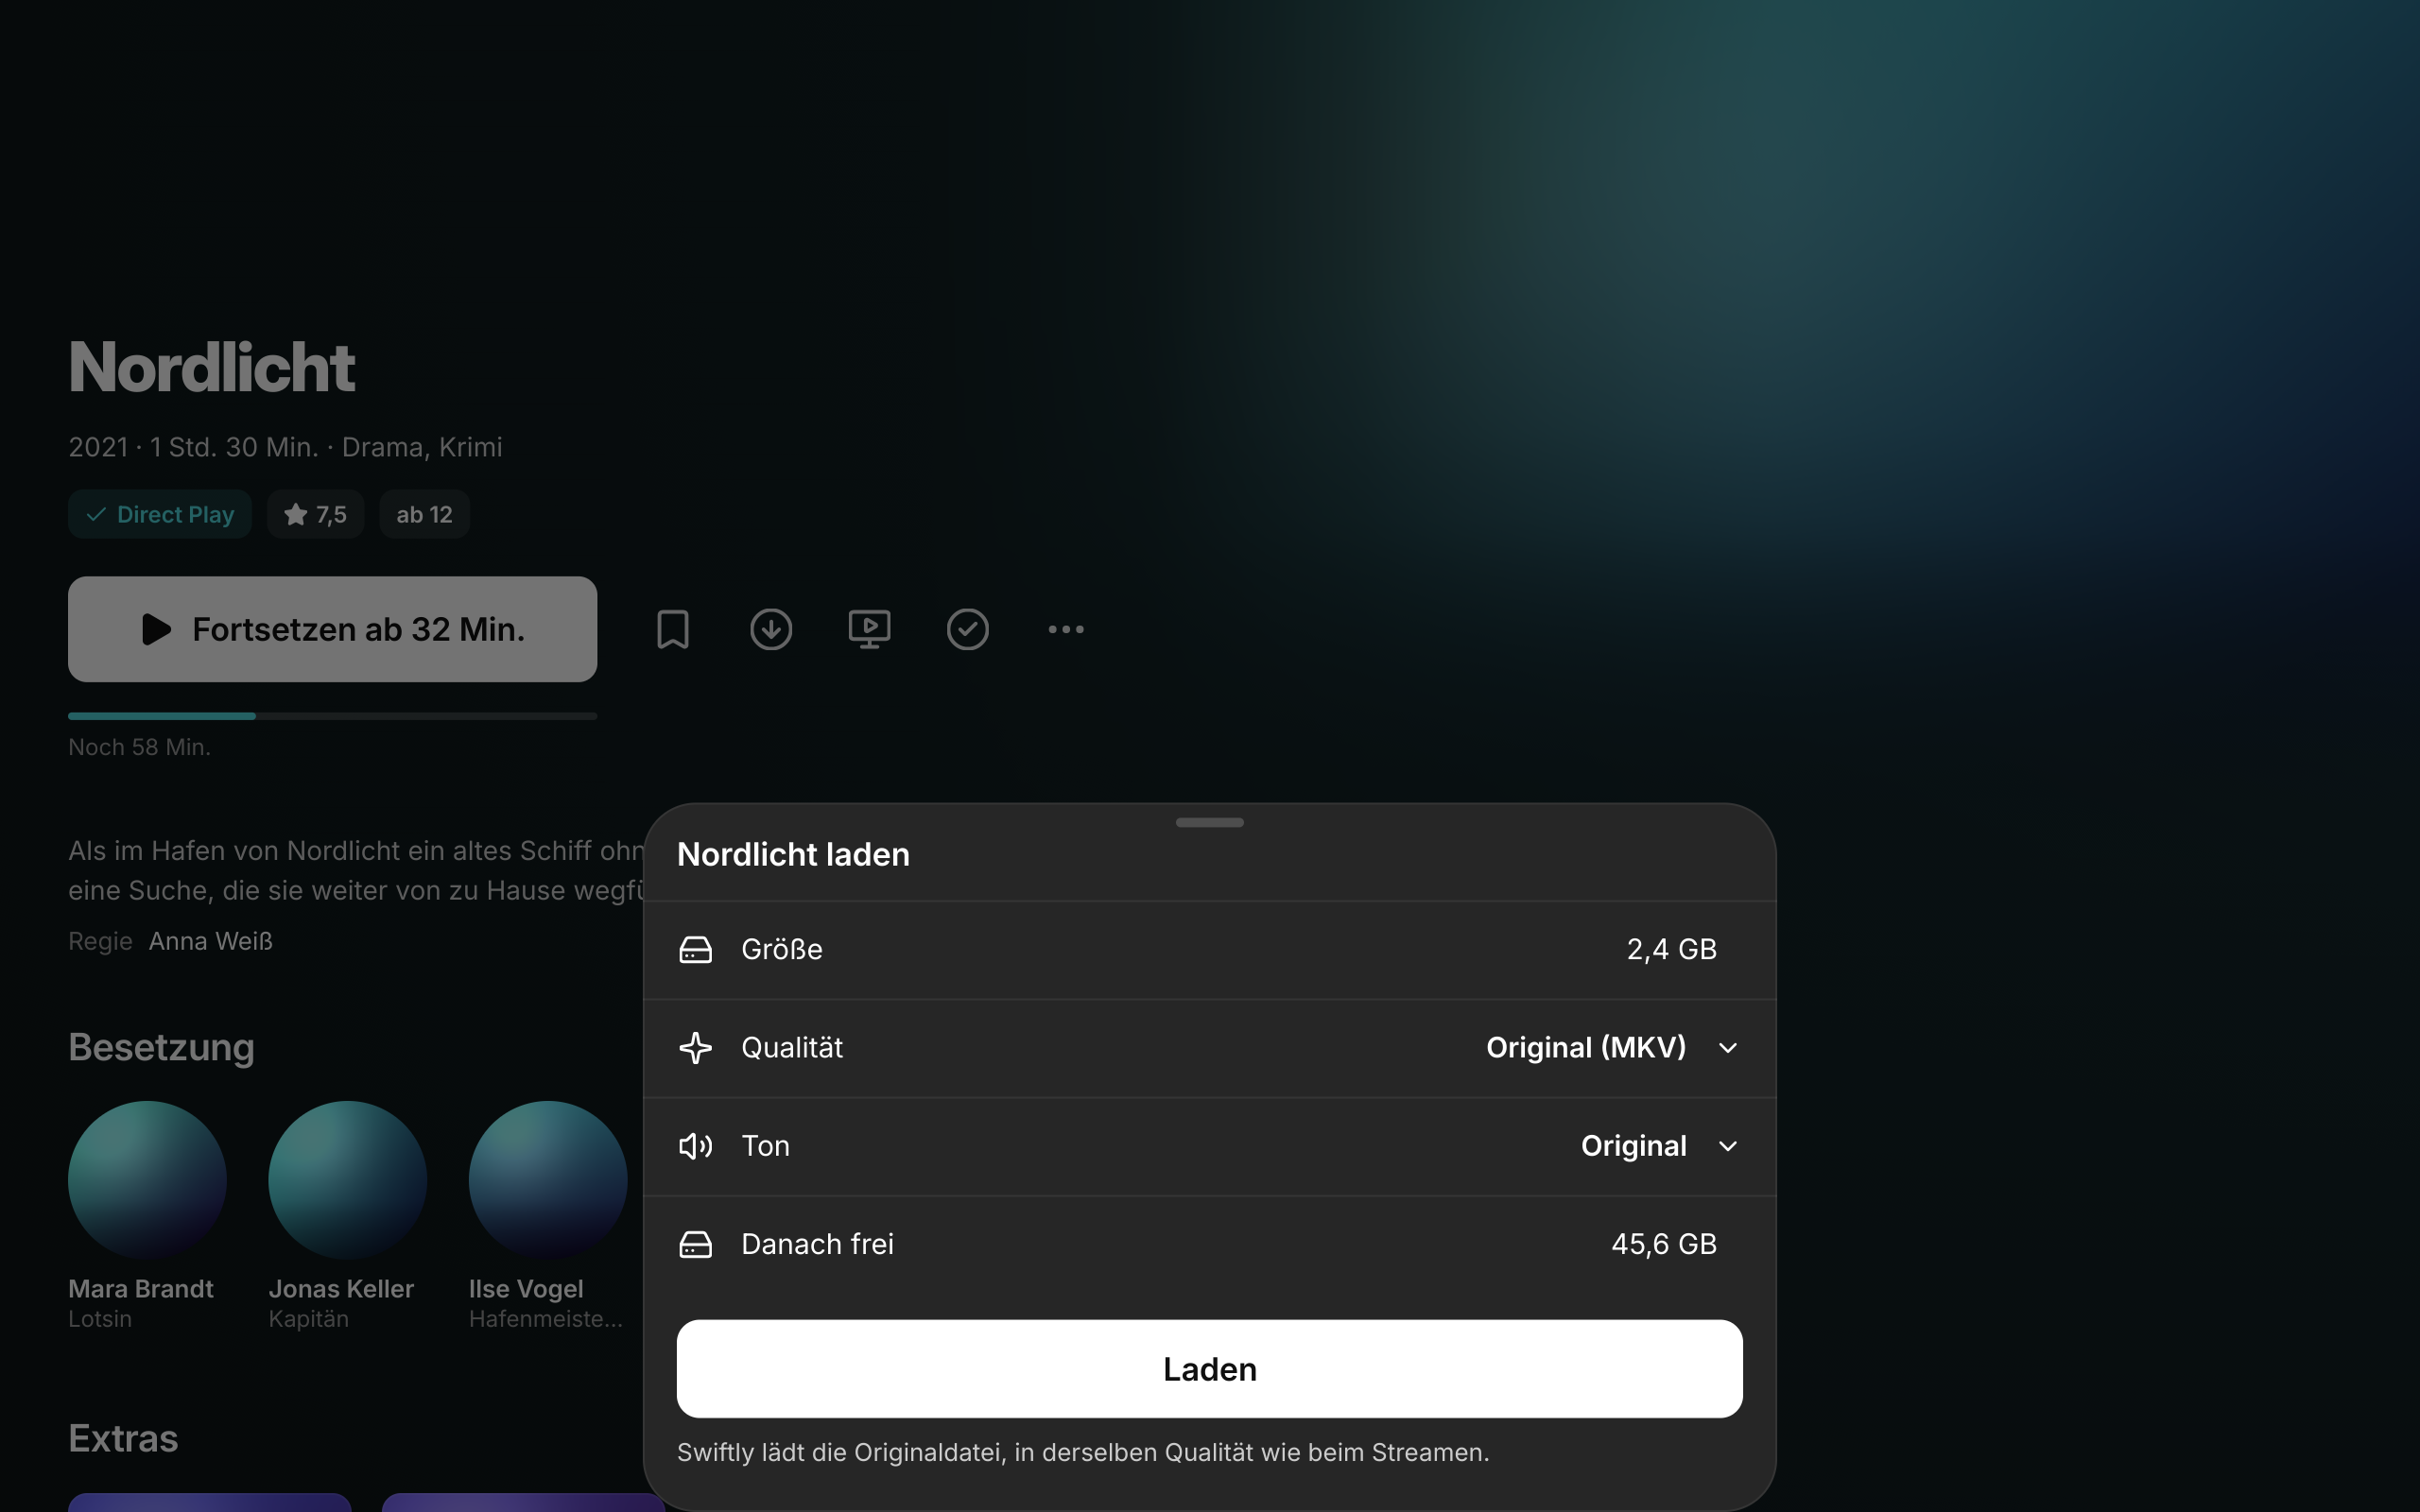 Nordlicht
2021 · 1 Std. 30 Min. · Drama, Krimi
Direct Play
7,5
ab 12
Fortsetzen ab 32 Min.
Noch 58 Min.
Als im Hafen von Nordlicht ein altes Schiff ohn
eine Suche, die sie weiter von zu Hause wegfü
Regie Anna Weiß
Besetzung
Mara Brandt
Lotsin
Jonas Keller
Kapitän
Ilse Vogel
Hafenmeiste...
Extras
Nordlicht laden
Größe 2,4 GB
Qualität Original (MKV)
Ton Original
Danach frei 45,6 GB
Laden
Swiftly lädt die Originaldatei, in derselben Qualität wie beim Streamen.